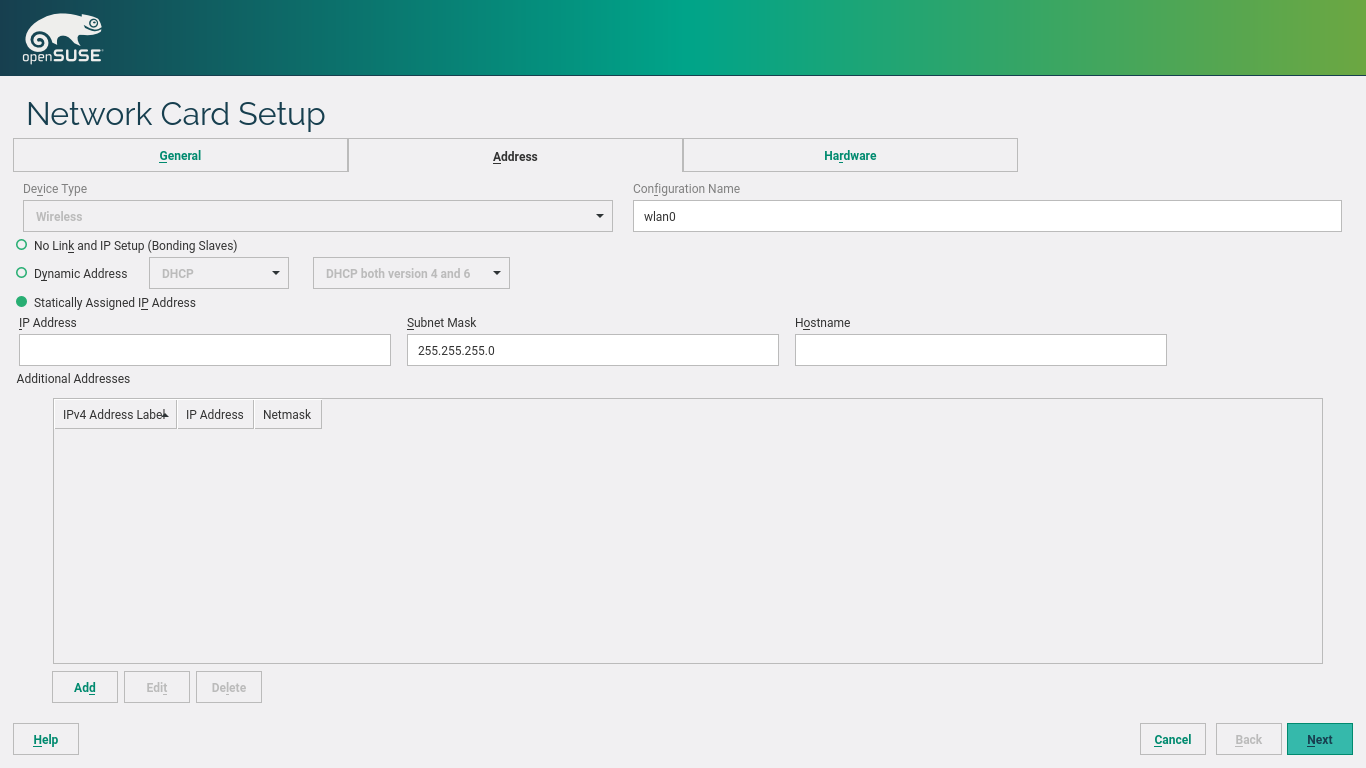 openSUSE
Network Card Setup
General Address Hardware
Device Type Configuration Name
Wireless wlan0
No Link and IP Setup (Bonding Slaves)
Dynamic Address DHCP DHCP both version 4 and 6
Statically Assigned IP Address
IP Address Subnet Mask Hostname
255.255.255.0
Additional Addresses
IPv4 Address Label IP Address Netmask
Add Edit Delete
Help Cancel Back Next